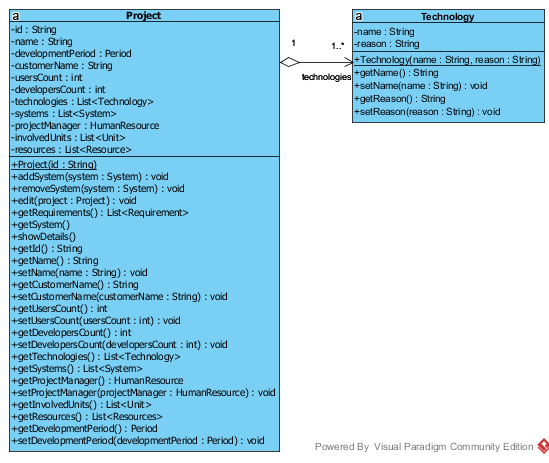 a
Project
-id : String
-name : String
-developmentPeriod : Period
-customerName : String
-usersCount : int
-developersCount : int
-technologies : List<Technology>
-systems : List<System>
-projectManager : HumanResource
-involvedUnits : List<Unit>
-resources : List<Resource>
+Project(id : String)
+addSystem(system : System) : void
+removeSystem(system : System) : void
+edit(project : Project) : void
+getRequirements() : List<Requirement>
+getSystem()
+showDetails()
+getId() : String
+getName() : String
+setName(name : String) : void
+getCustomerName() : String
+setCustomerName(customerName : String) : void
+getUsersCount() : int
+setUsersCount(usersCount : int) : void
+getDevelopersCount() : int
+setDevelopersCount(developersCount : int) : void
+getTechnologies() : List<Technology>
+getSystems() : List<System>
+getProjectManager() : HumanResource
+setProjectManager(projectManager : HumanResource) : void
+getInvolvedUnits() : List<Unit>
+getResources() : List<Resources>
+getDevelopmentPeriod() : Period
+setDevelopmentPeriod(developmentPeriod : Period) : void
1
1..*
technologies
a
Technology
-name : String
-reason : String
+Technology(name : String, reason : String)
+getName() : String
+setName(name : String) : void
+getReason() : String
+setReason(reason : String) : void
Powered By Visual Paradigm Community Edition